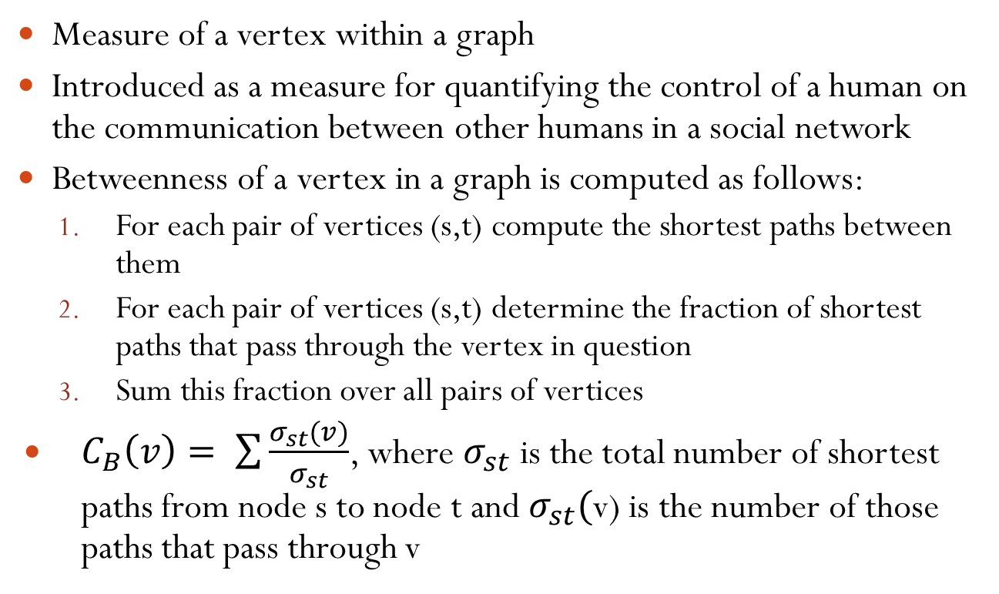 • Measure of a vertex within a graph
• Introduced as a measure for quantifying the control of a human on
the communication between other humans in a social network
• Betweenness of a vertex in a graph is computed as follows:
1. For each pair of vertices (s,t) compute the shortest paths between
them
2. For each pair of vertices (s,t) determine the fraction of shortest
paths that pass through the vertex in question
3. Sum this fraction over all pairs of vertices
• $C_B(v) = \sum \frac{\sigma_{st}(v)}{\sigma_{st}}$, where $\sigma_{st}$ is the total number of shortest
paths from node s to node t and $\sigma_{st}$(v) is the number of those
paths that pass through v